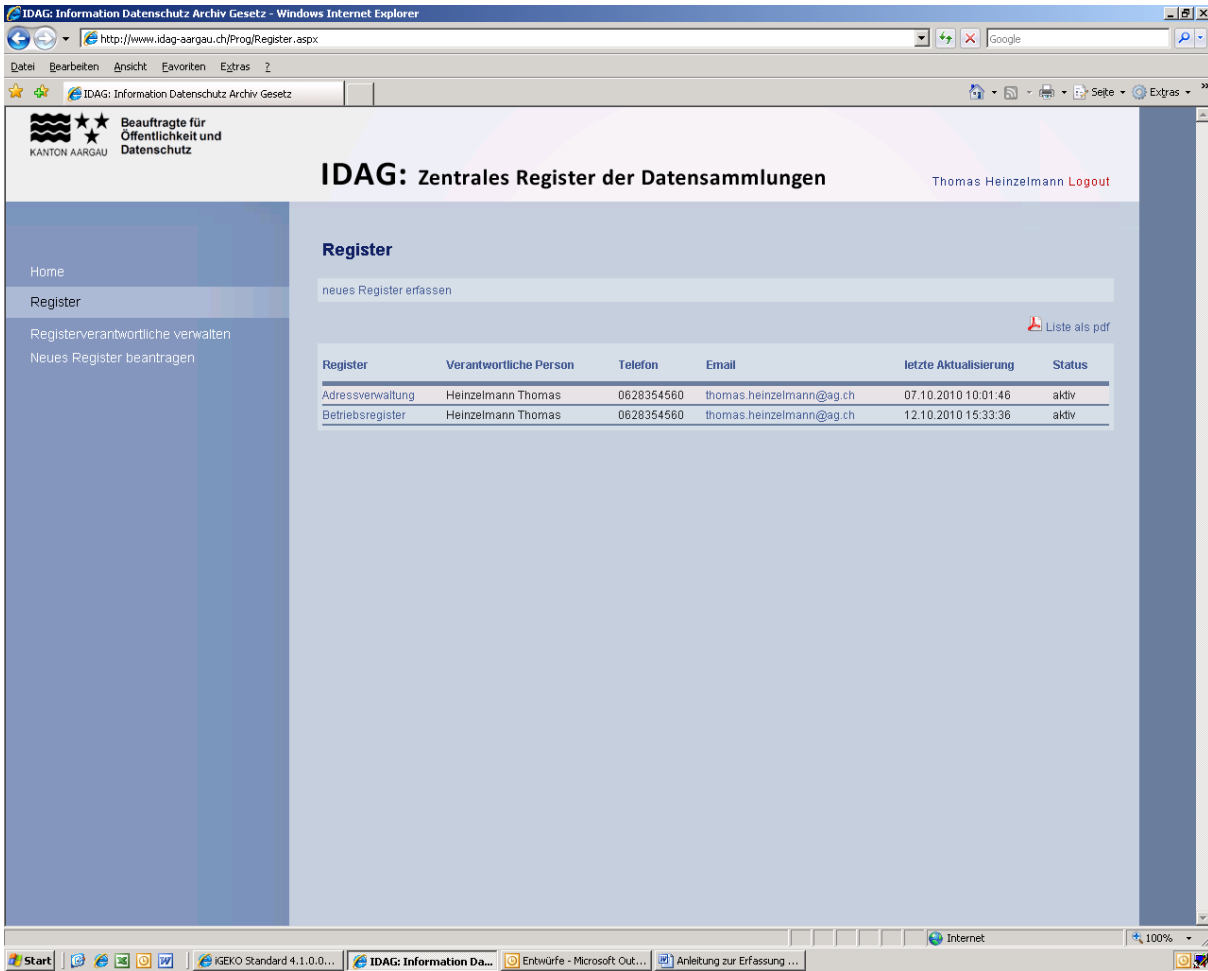 IDAG: Information Datenschutz Archiv Gesetz - Windows Internet Explorer
http://www.idag-aargau.ch/Prog/Register.aspx
Google
Datei Bearbeiten Ansicht Favoriten Extras ?
IDAG: Information Datenschutz Archiv Gesetz
Seite Extras »
Beauftragte für
Öffentlichkeit und
Datenschutz
KANTON AARGAU
IDAG: Zentrales Register der Datensammlungen
Thomas Heinzelmann Logout
Home
Register
Registerverantwortliche verwalten
Neues Register beantragen
Register
neues Register erfassen
Liste als pdf
Register Verantwortliche Person Telefon Email letzte Aktualisierung Status
Adressverwaltung Heinzelmann Thomas 0628354560 thomas.heinzelmann@ag.ch 07.10.2010 10:01:46 aktiv
Betriebsregister Heinzelmann Thomas 0628354560 thomas.heinzelmann@ag.ch 12.10.2010 15:33:36 aktiv
Internet 100%
Start iGEKO Standard 4.1.0.0... IDAG: Information Da... Entwürfe - Microsoft Out... Anleitung zur Erfassung ...